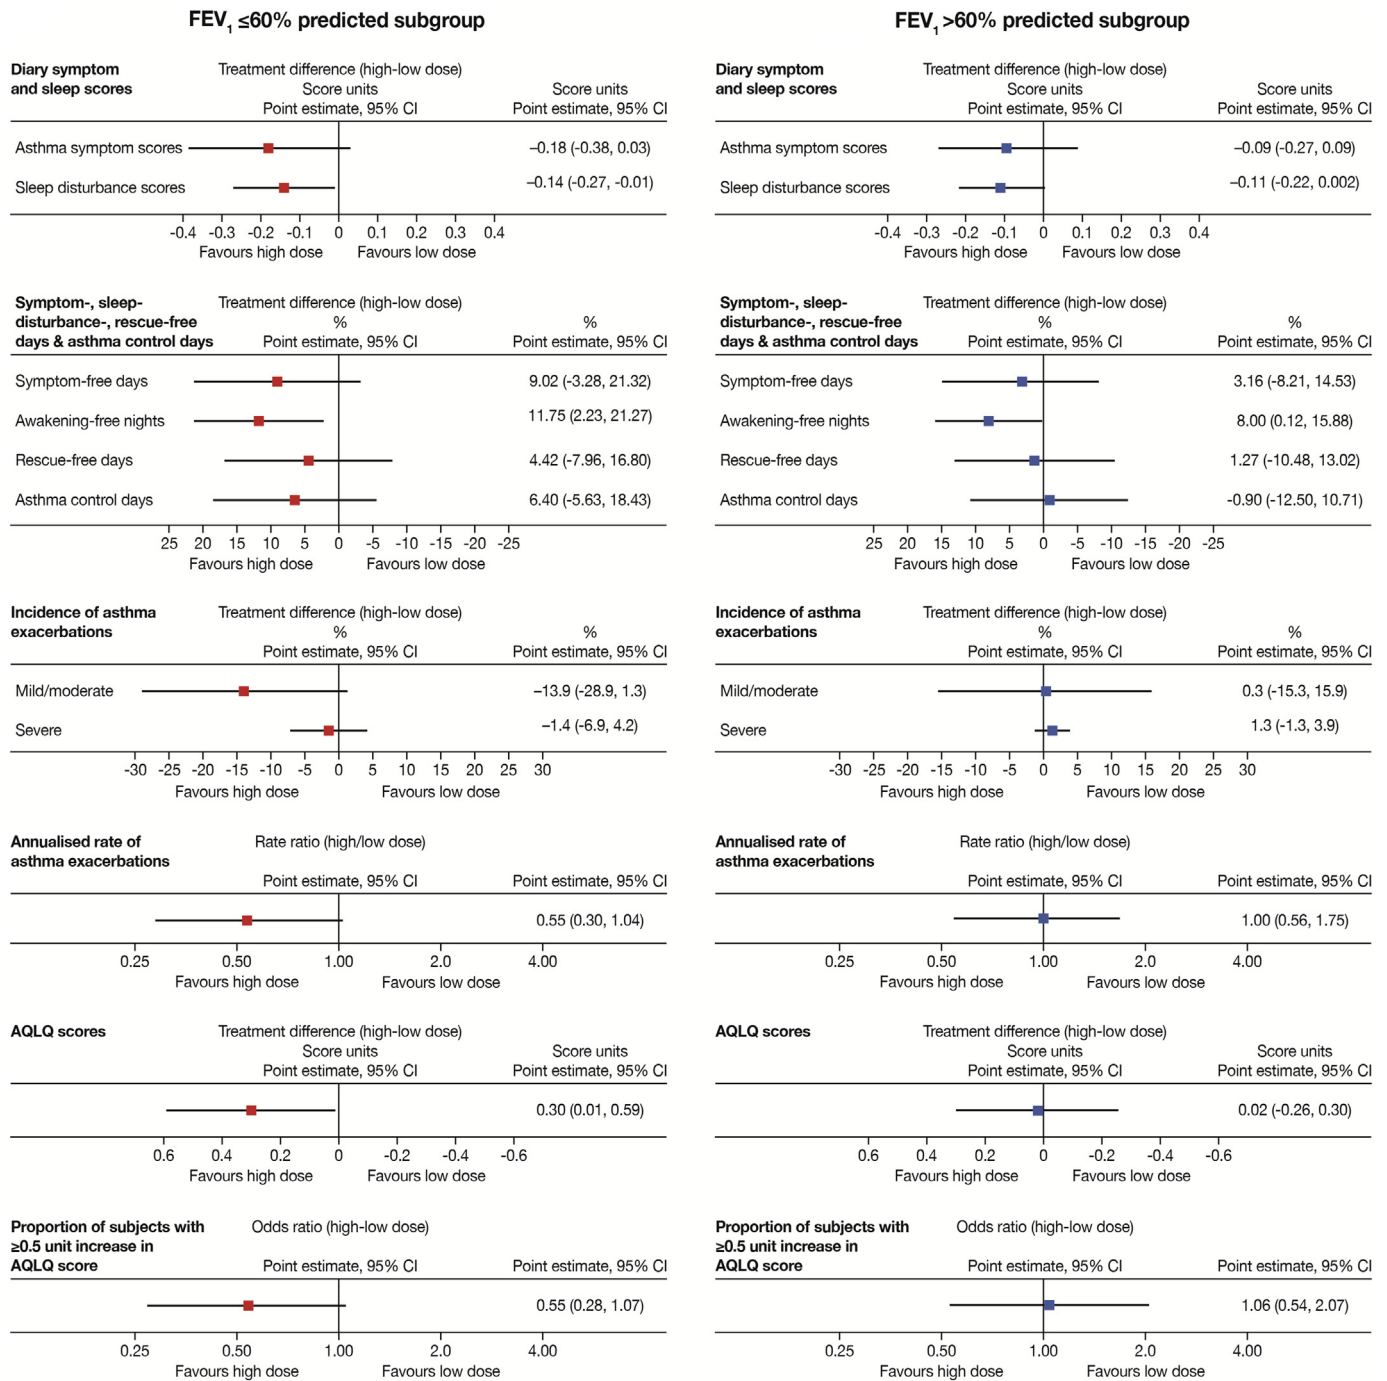 FEV1 ≤60% predicted subgroup
Diary symptom and sleep scores
Treatment difference (high-low dose)
Score units
Score units
Point estimate, 95% CI
Point estimate, 95% CI
Asthma symptom scores
–0.18 (-0.38, 0.03)
Sleep disturbance scores
–0.14 (-0.27, -0.01)
-0.4 -0.3 -0.2 -0.1 0 0.1 0.2 0.3 0.4
Favours high dose Favours low dose
Symptom-, sleep-
disturbance-, rescue-free
days & asthma control days
Treatment difference (high-low dose)
% %
Point estimate, 95% CI
Point estimate, 95% CI
Symptom-free days
9.02 (-3.28, 21.32)
Awakening-free nights
11.75 (2.23, 21.27)
Rescue-free days
4.42 (-7.96, 16.80)
Asthma control days
6.40 (-5.63, 18.43)
25 20 15 10 5 0 -5 -10 -15 -20 -25
Favours high dose Favours low dose
Incidence of asthma
exacerbations
Treatment difference (high-low dose)
% %
Point estimate, 95% CI
Point estimate, 95% CI
Mild/moderate
–13.9 (-28.9, 1.3)
Severe
–1.4 (-6.9, 4.2)
-30 -25 -20 -15 -10 -5 0 5 10 15 20 25 30
Favours high dose Favours low dose
Annualised rate of
asthma exacerbations
Rate ratio (high/low dose)
Point estimate, 95% CI
Point estimate, 95% CI
0.55 (0.30, 1.04)
0.25 0.50 1.00 2.0 4.00
Favours high dose Favours low dose
AQLQ scores
Treatment difference (high-low dose)
Score units
Score units
Point estimate, 95% CI
Point estimate, 95% CI
0.30 (0.01, 0.59)
0.6 0.4 0.2 0 -0.2 -0.4 -0.6
Favours high dose Favours low dose
Proportion of subjects with
≥0.5 unit increase in
AQLQ score
Odds ratio (high-low dose)
Point estimate, 95% CI
Point estimate, 95% CI
0.55 (0.28, 1.07)
0.25 0.50 1.00 2.0 4.00
Favours high dose Favours low dose
FEV1 >60% predicted subgroup
Diary symptom
and sleep scores
Treatment difference (high-low dose)
Score units
Score units
Point estimate, 95% CI
Point estimate, 95% CI
Asthma symptom scores
–0.09 (-0.27, 0.09)
Sleep disturbance scores
–0.11 (-0.22, 0.002)
-0.4 -0.3 -0.2 -0.1 0 0.1 0.2 0.3 0.4
Favours high dose Favours low dose
Symptom-, sleep-
disturbance-, rescue-free
days & asthma control days
Treatment difference (high-low dose)
% %
Point estimate, 95% CI
Point estimate, 95% CI
Symptom-free days
3.16 (-8.21, 14.53)
Awakening-free nights
8.00 (0.12, 15.88)
Rescue-free days
1.27 (-10.48, 13.02)
Asthma control days
-0.90 (-12.50, 10.71)
25 20 15 10 5 0 -5 -10 -15 -20 -25
Favours high dose Favours low dose
Incidence of asthma
exacerbations
Treatment difference (high-low dose)
% %
Point estimate, 95% CI
Point estimate, 95% CI
Mild/moderate
0.3 (-15.3, 15.9)
Severe
1.3 (-1.3, 3.9)
-30 -25 -20 -15 -10 -5 0 5 10 15 20 25 30
Favours high dose Favours low dose
Annualised rate of
asthma exacerbations
Rate ratio (high/low dose)
Point estimate, 95% CI
Point estimate, 95% CI
1.00 (0.56, 1.75)
0.25 0.50 1.00 2.0 4.00
Favours high dose Favours low dose
AQLQ scores
Treatment difference (high-low dose)
Score units
Score units
Point estimate, 95% CI
Point estimate, 95% CI
0.02 (-0.26, 0.30)
0.6 0.4 0.2 0 -0.2 -0.4 -0.6
Favours high dose Favours low dose
Proportion of subjects with
≥0.5 unit increase in
AQLQ score
Odds ratio (high-low dose)
Point estimate, 95% CI
Point estimate, 95% CI
1.06 (0.54, 2.07)
0.25 0.50 1.00 2.0 4.00
Favours high dose Favours low dose